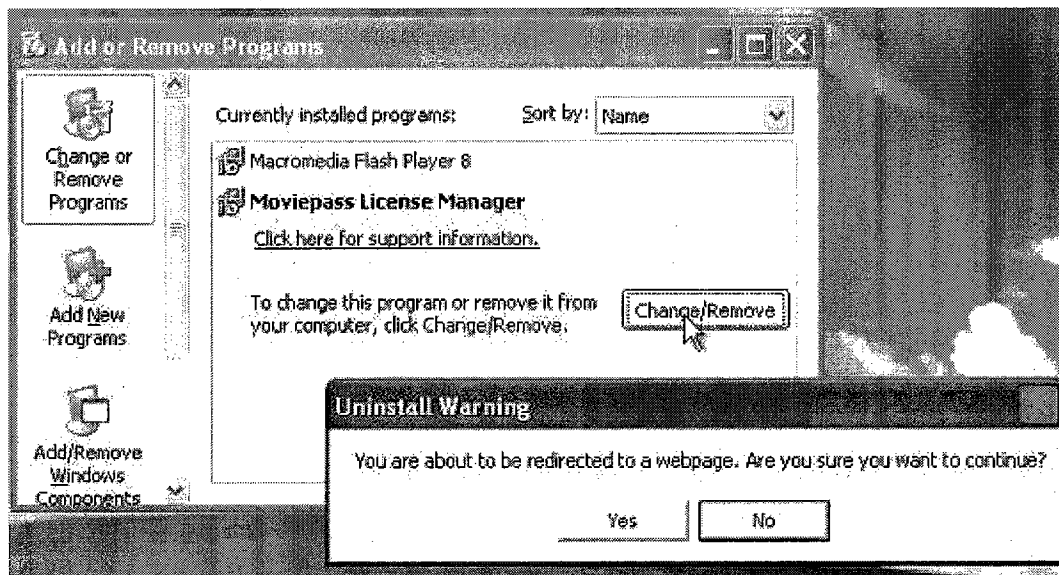 Add or Remove Programs
Change or
Remove
Programs
Add New
Programs
Add/Remove
Windows
Components
Currently installed programs:
Sort by: Name
Macromedia Flash Player 8
Moviepass License Manager
Click here for support information.
To change this program or remove it from
your computer, click Change/Remove.
Change/Remove
Uninstall Warning
You are about to be redirected to a webpage. Are you sure you want to continue?
Yes
No